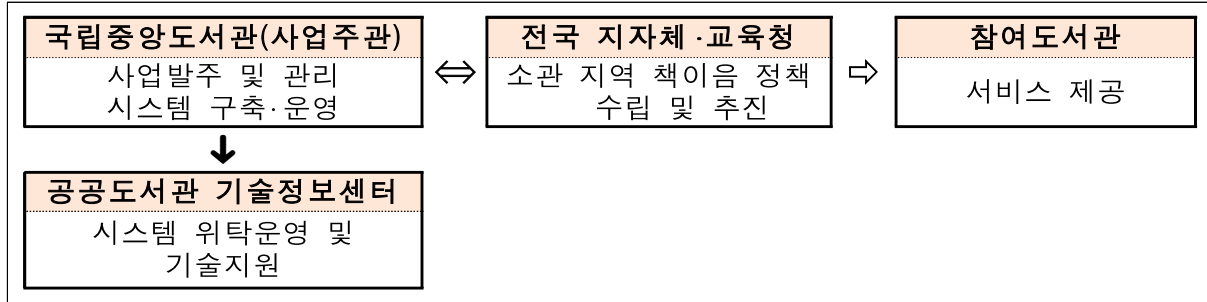 국립중앙도서관(사업주관)
사업발주 및 관리
시스템 구축·운영
⇔
전국 지자체·교육청
소관 지역 책이음 정책
수립 및 추진
⇨
참여도서관
서비스 제공
🡻
공공도서관 기술정보센터
시스템 위탁운영 및
기술지원